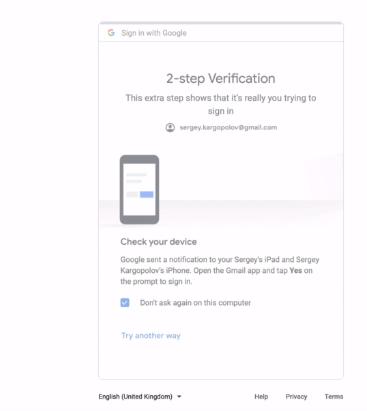 Sign in with Google
2-step Verification
This extra step shows that it's really you trying to
sign in
sergey.kargopolov@gmail.com
Check your device
Google sent a notification to your Sergey's iPad and Sergey
Kargopolov's iPhone. Open the Gmail app and tap Yes on
the prompt to sign in.
Don't ask again on this computer
Try another way
English (United Kingdom) Help Privacy Terms